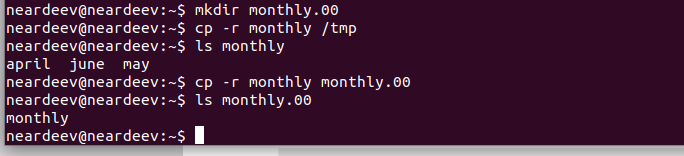 neardeev@neardeev:~$ mkdir monthly.00
neardeev@neardeev:~$ cp -r monthly /tmp
neardeev@neardeev:~$ ls monthly
april  june  may
neardeev@neardeev:~$ cp -r monthly monthly.00
neardeev@neardeev:~$ ls monthly.00
monthly
neardeev@neardeev:~$